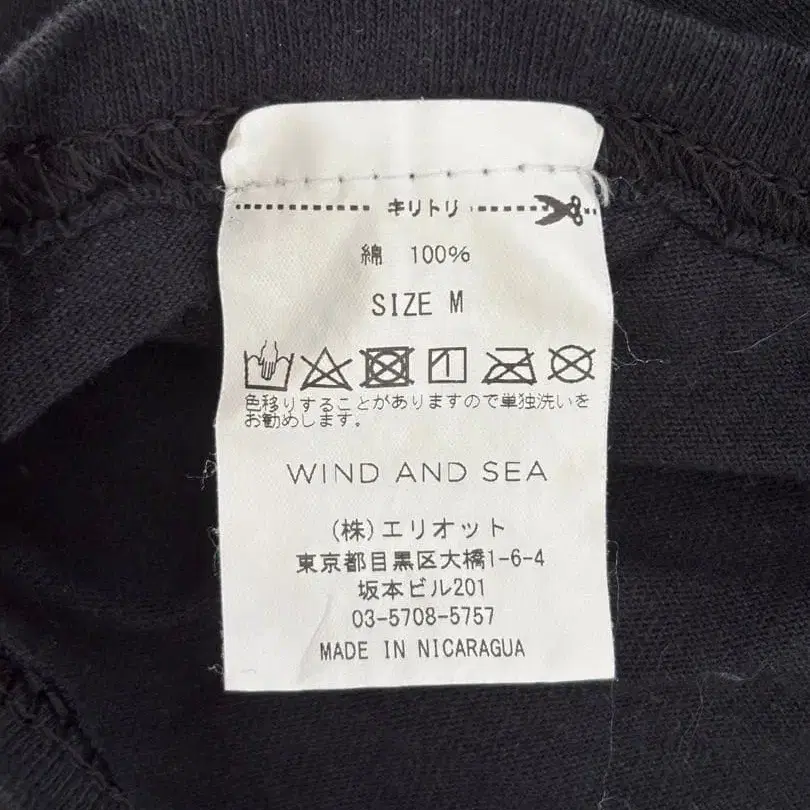 キリトリ
綿 100%
SIZE M
色移りすることがありますので単独洗いを
お勧めします。
WIND AND SEA
(株)エリオット
東京都目黒区大橋1-6-4
坂本ビル201
03-5708-5757
MADE IN NICARAGUA